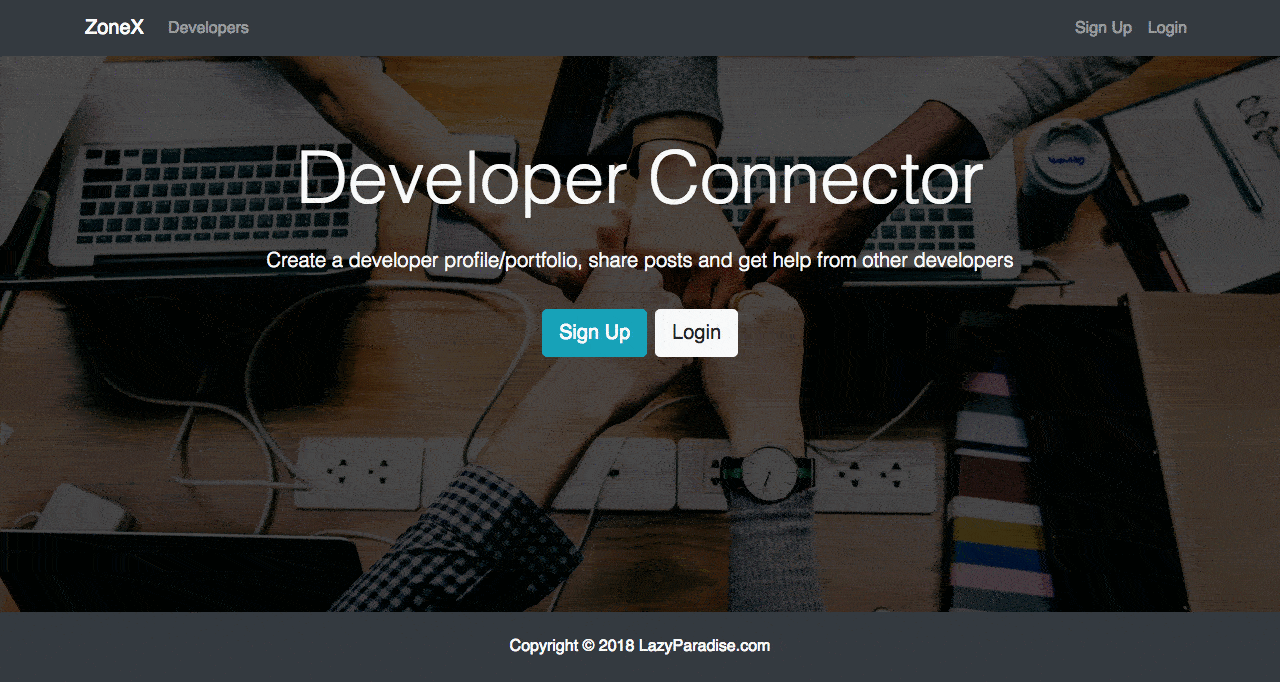 ZoneX Developers Sign Up Login
Developer Connector
Create a developer profile/portfolio, share posts and get help from other developers
Sign Up Login
Copyright © 2018 LazyParadise.com